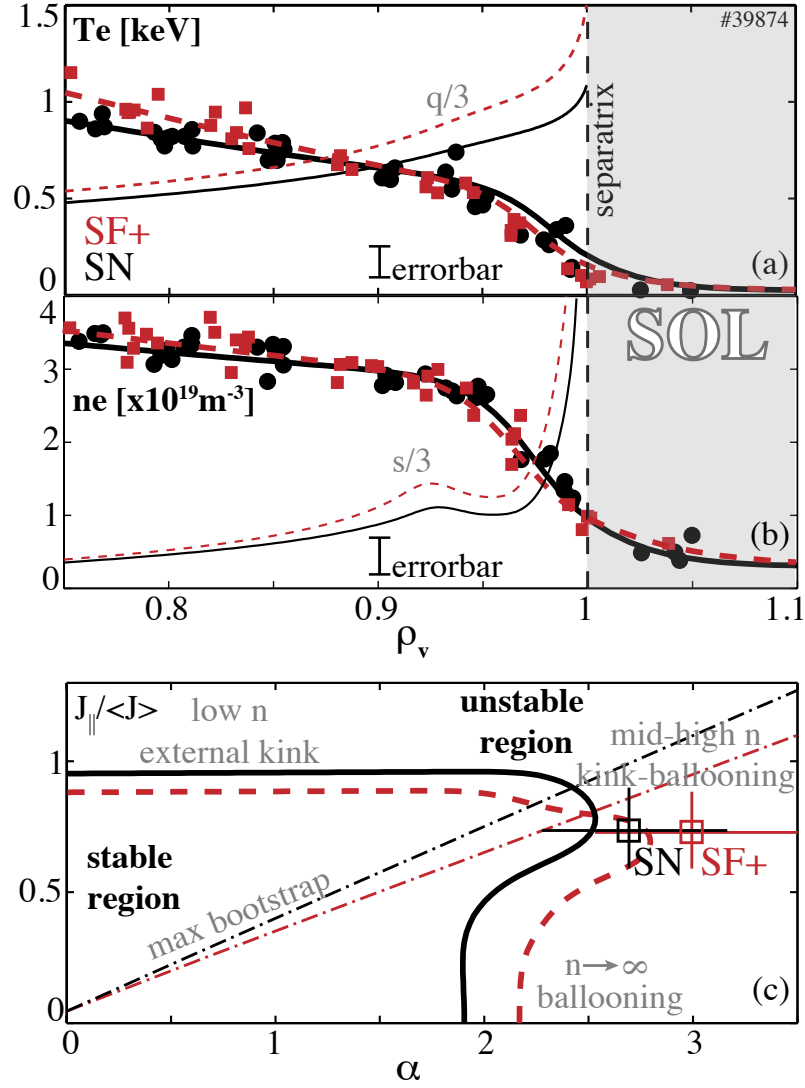 Te [keV]
#39874
1.5
1
0.5
0
q/3
separatrix
SF+
SN
errorbar
(a)
4
3
2
1
0
SOL
ne [x10¹⁹m⁻³]
s/3
errorbar
(b)
0.8
0.9
1
1.1
ρᵥ
J||/<J>
low n
external kink
unstable
region
mid-high n
kink-ballooning
1
0.5
0
stable
region
max bootstrap
SN
SF+
n→∞
ballooning
(c)
0
1
2
3
α